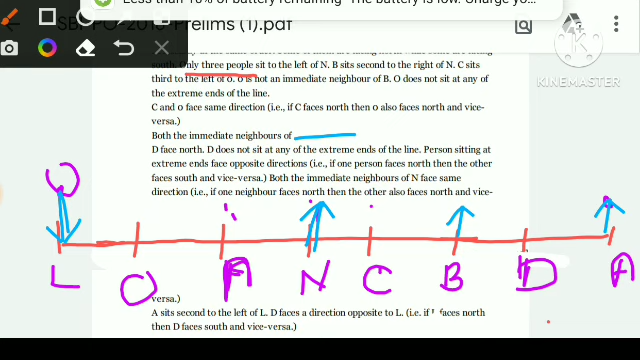 Less than 10% of battery remaining The battery is low. Charge yo...
PO-2015-Prelims (1).pdf
KINEMASTER
south. Only three people sit to the left of N. B sits second to the right of N. C sits
third to the left of O. O is not an immediate neighbour of B. O does not sit at any of
the extreme ends of the line.
C and O face same direction (i.e., if C faces north then O also faces north and vice-
versa.)
Both the immediate neighbours of
D face north. D does not sit at any of the extreme ends of the line. Person sitting at
extreme ends face opposite directions (i.e., if one person faces north then the other
faces south and vice-versa.) Both the immediate neighbours of N face same
direction (i.e., if one neighbour faces north then the other also faces north and vice-
L O N C B D A
versa.)
A sits second to the left of L. D faces a direction opposite to L. (i.e. if faces north
then D faces south and vice-versa.)